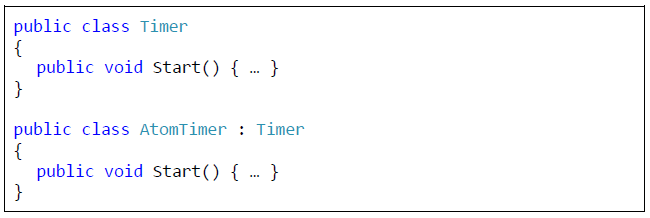 public class Timer
{
public void Start() { … }
}
public class AtomTimer : Timer
{
public void Start() { … }
}